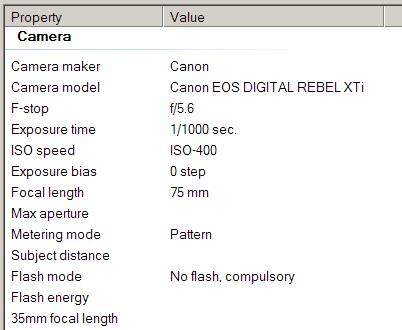 Property Value
Camera
Camera maker Canon
Camera model Canon EOS DIGITAL REBEL XTi
F-stop f/5.6
Exposure time 1/1000 sec.
ISO speed ISO-400
Exposure bias 0 step
Focal length 75 mm
Max aperture
Metering mode Pattern
Subject distance
Flash mode No flash, compulsory
Flash energy
35mm focal length